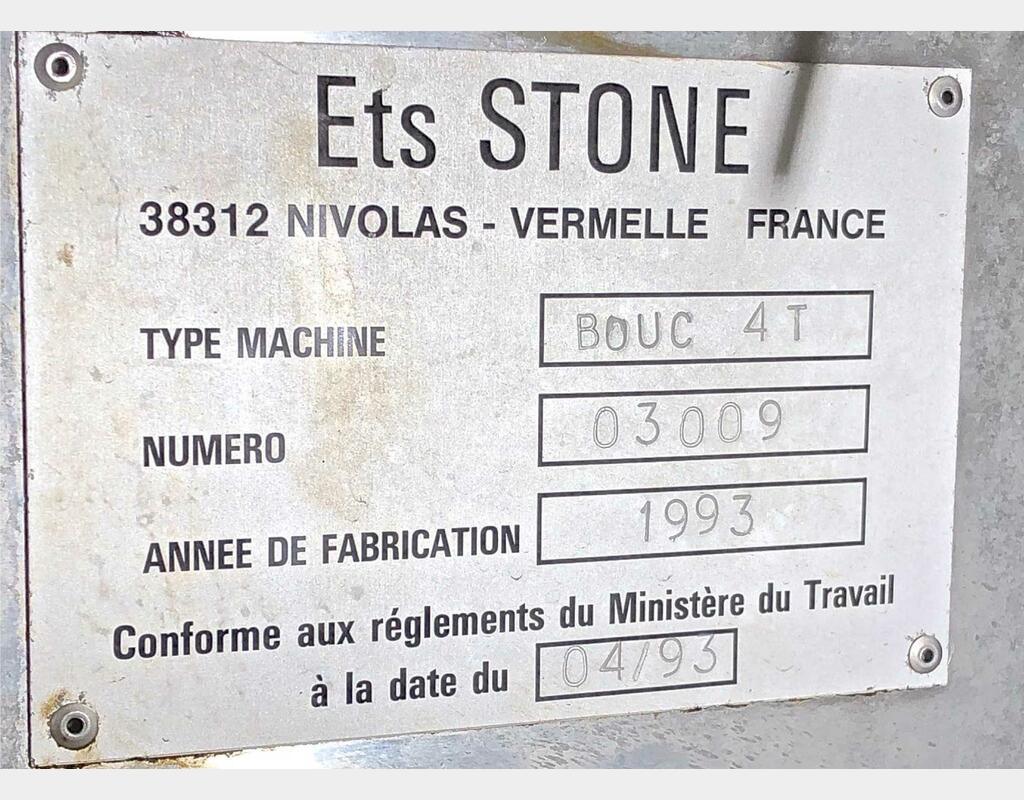 Ets STONE
38312 NIVOLAS - VERMELLE FRANCE
TYPE MACHINE BOUC 4T
NUMERO 03009
ANNEE DE FABRICATION 1993
Conforme aux réglements du Ministère du Travail
à la date du 04/93